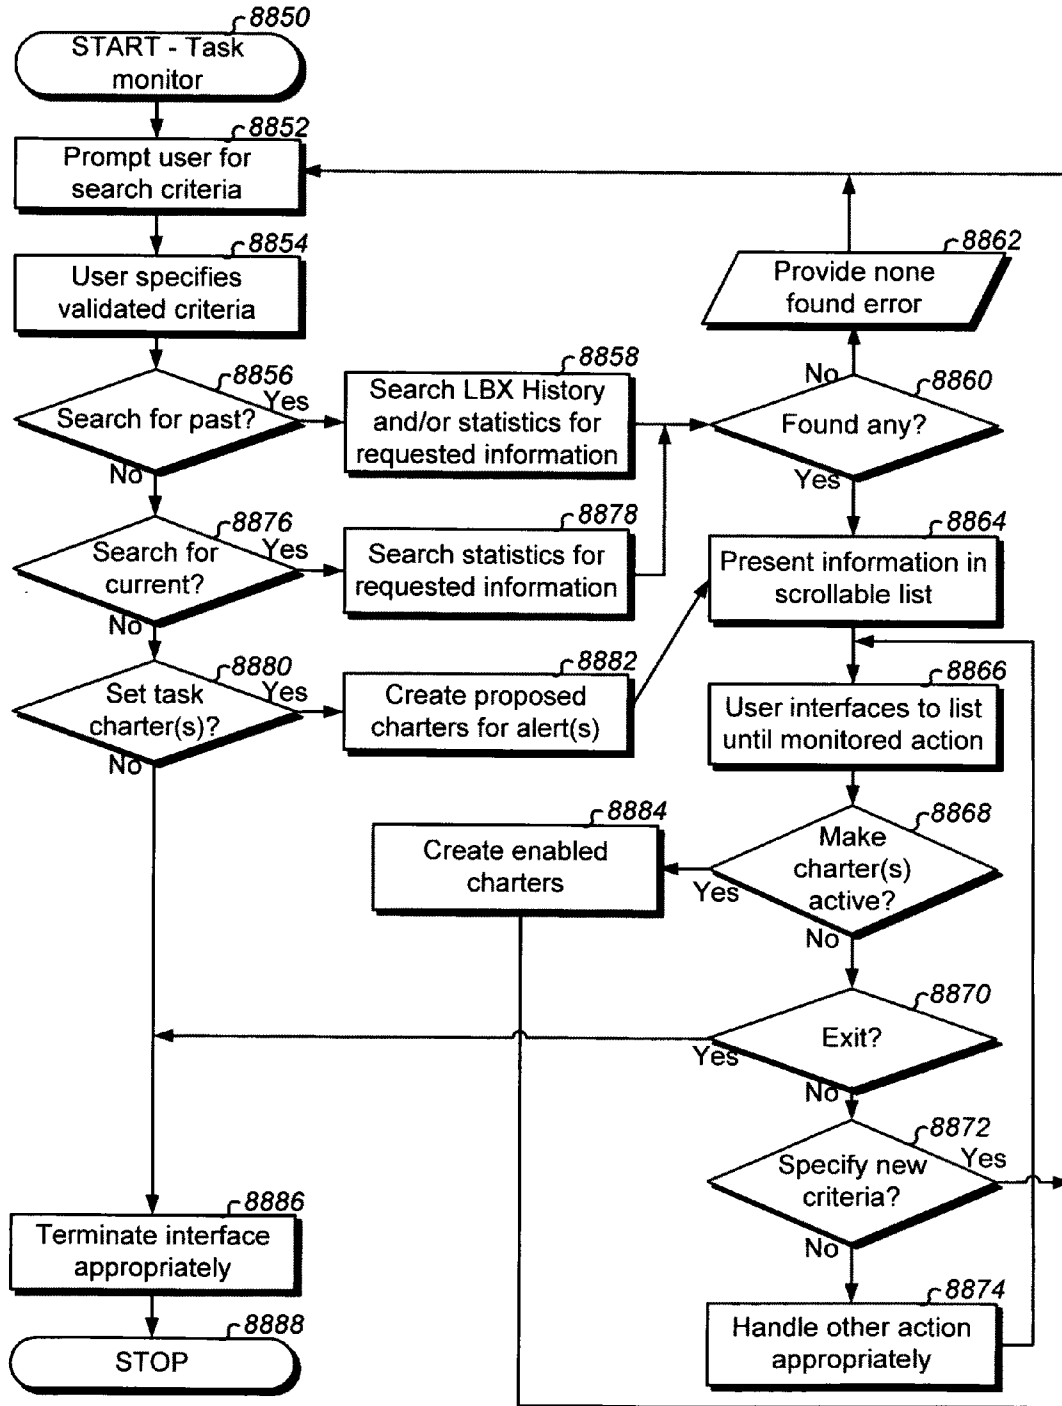 8850
START - Task
monitor
8852
Prompt user for
search criteria
8854
User specifies
validated criteria
8856
Search for past?
Yes
No
8858
Search LBX History
and/or statistics for
requested information
8860
Found any?
No
Yes
8862
Provide none
found error
8876
Search for
current?
Yes
No
8878
Search statistics for
requested information
8864
Present information in
scrollable list
8880
Set task
charter(s)?
Yes
No
8882
Create proposed
charters for alert(s)
8866
User interfaces to list
until monitored action
8868
Make
charter(s)
active?
Yes
No
8884
Create enabled
charters
8870
Exit?
Yes
No
8872
Specify new
criteria?
Yes
No
8874
Handle other action
appropriately
8886
Terminate interface
appropriately
8888
STOP